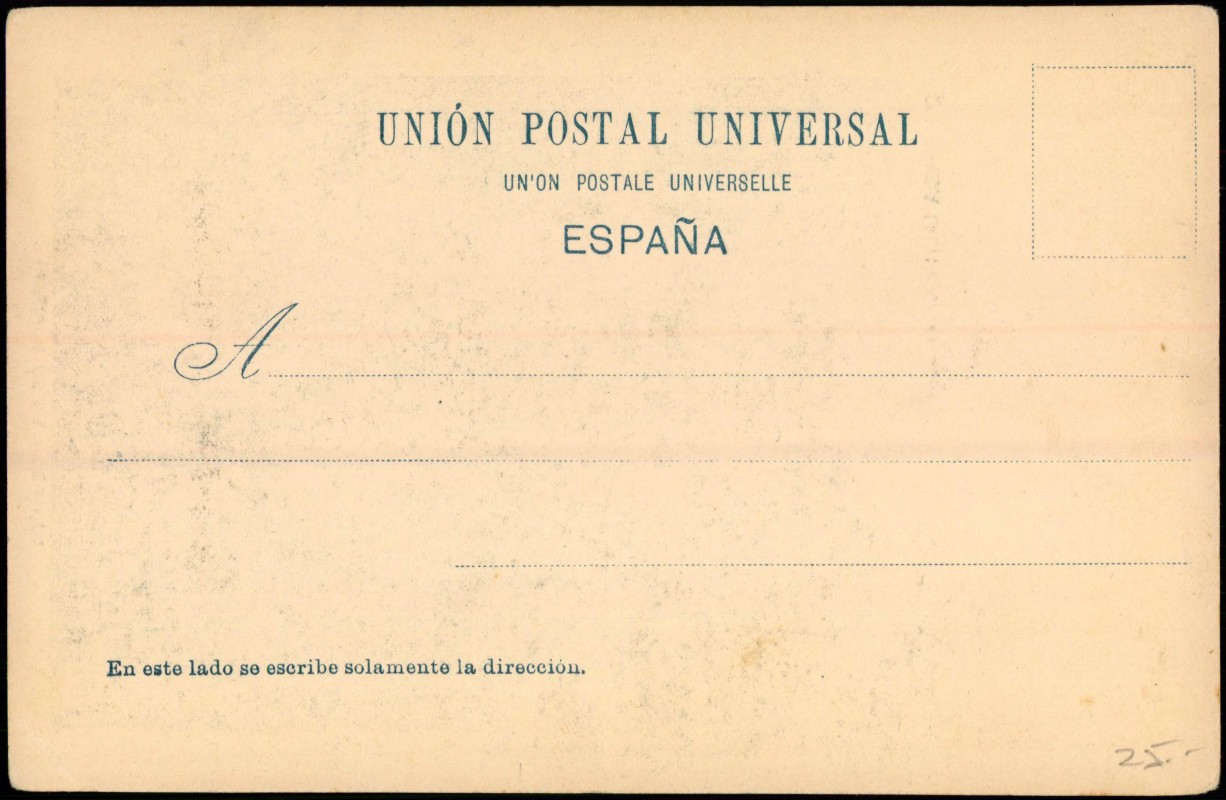 UNIÓN POSTAL UNIVERSAL
UN'ON POSTALE UNIVERSELLE
ESPAÑA
A
En este lado se escribe solamente la dirección.
25.-